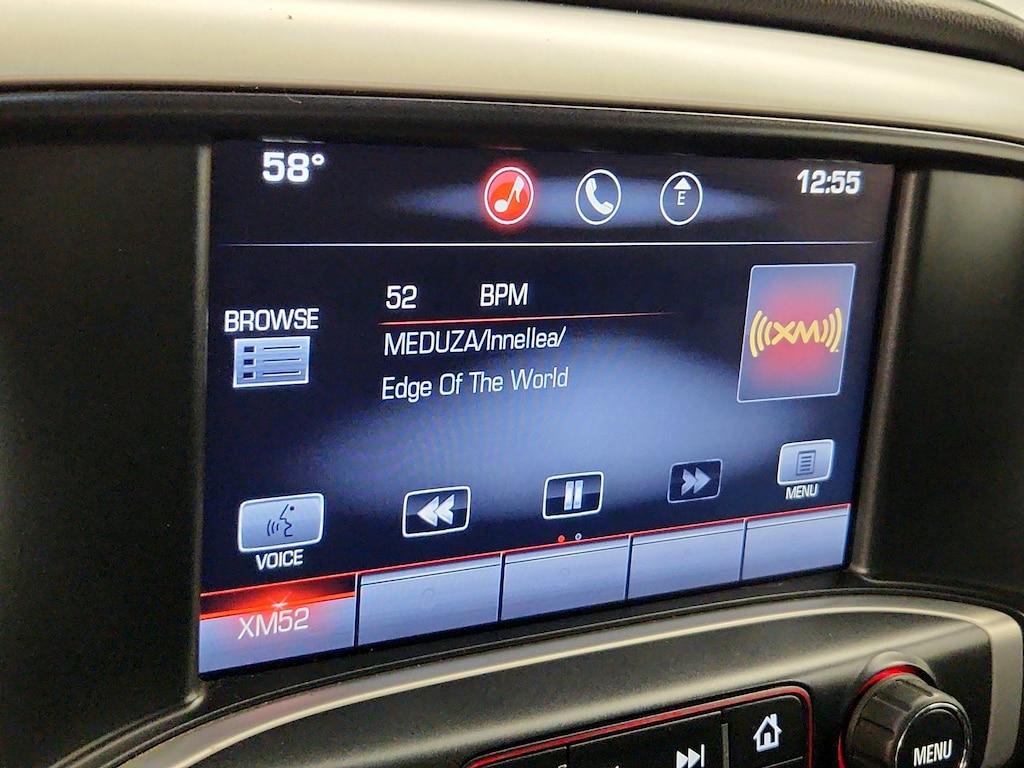 58°
12:55
E
52 BPM
BROWSE
MEDUZA/Innellea/
Edge Of The World
((XM))
MENU
VOICE
XM52
MENU